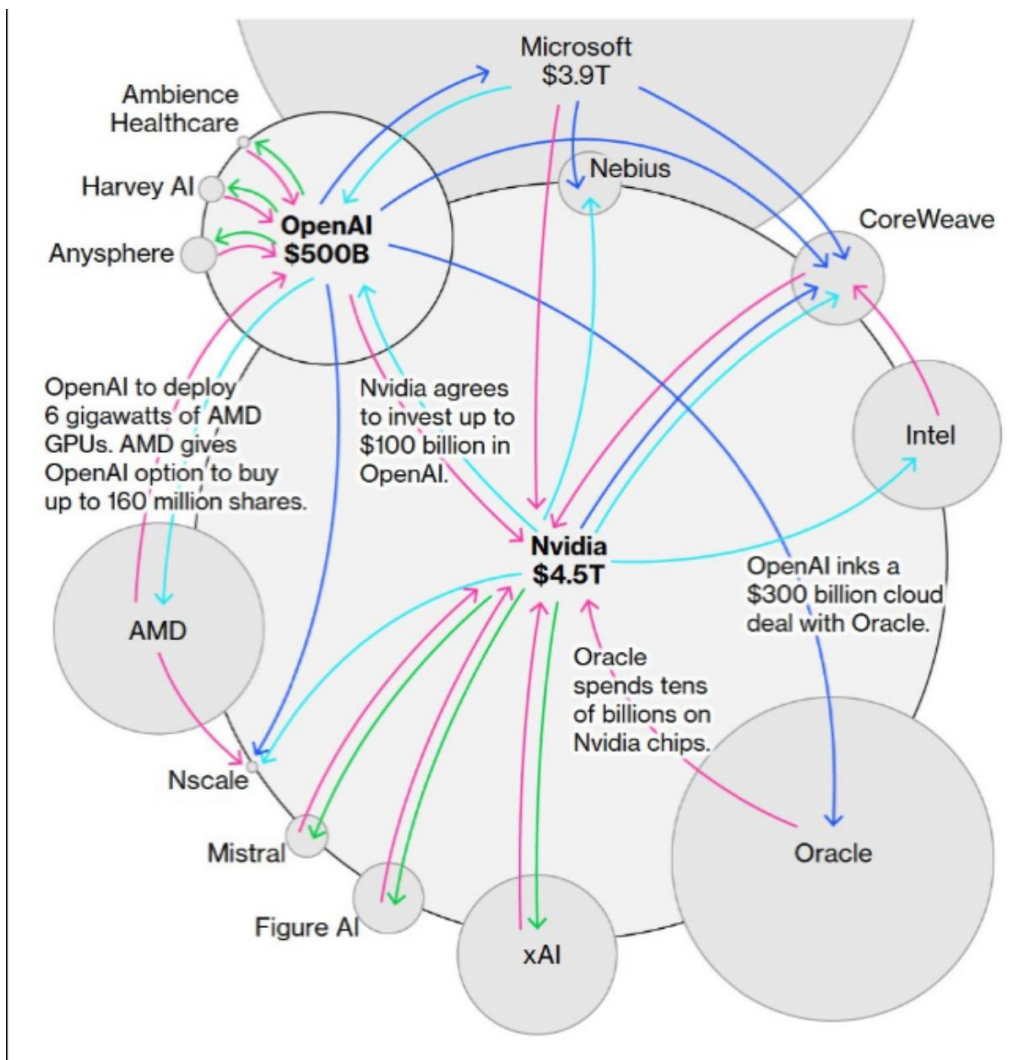 Microsoft
$3.9T
Ambience
Healthcare
Nebius
Harvey AI
CoreWeave
OpenAI
$500B
Anysphere
OpenAI to deploy
6 gigawatts of AMD
GPUs. AMD gives
OpenAI option to buy
up to 160 million shares.
Nvidia agrees
to invest up to
$100 billion in
OpenAI.
Intel
Nvidia
$4.5T
OpenAI inks a
$300 billion cloud
deal with Oracle.
AMD
Oracle
spends tens
of billions on
Nvidia chips.
Nscale
Mistral
Oracle
Figure AI
xAI